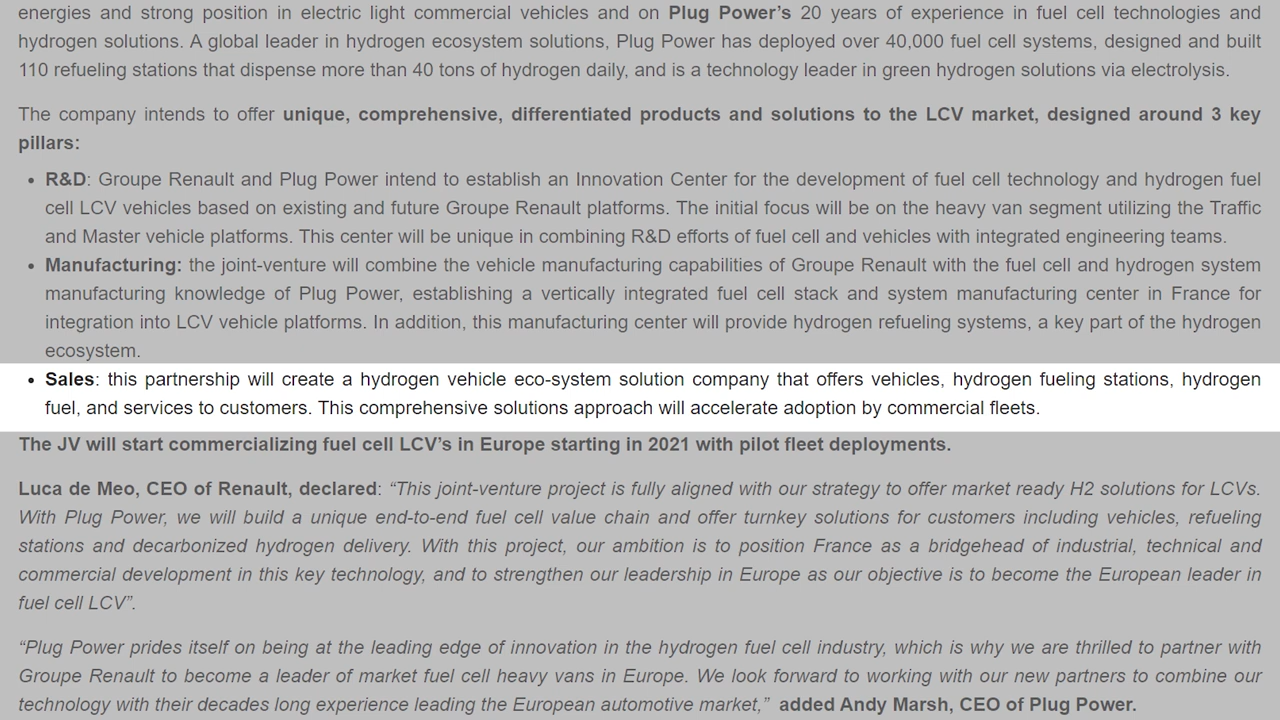 energies and strong position in electric light commercial vehicles and on Plug Power’s 20 years of experience in fuel cell technologies and
hydrogen solutions. A global leader in hydrogen ecosystem solutions, Plug Power has deployed over 40,000 fuel cell systems, designed and built
110 refueling stations that dispense more than 40 tons of hydrogen daily, and is a technology leader in green hydrogen solutions via electrolysis.
The company intends to offer unique, comprehensive, differentiated products and solutions to the LCV market, designed around 3 key
pillars:
• R&D: Groupe Renault and Plug Power intend to establish an Innovation Center for the development of fuel cell technology and hydrogen fuel
cell LCV vehicles based on existing and future Groupe Renault platforms. The initial focus will be on the heavy van segment utilizing the Traffic
and Master vehicle platforms. This center will be unique in combining R&D efforts of fuel cell and vehicles with integrated engineering teams.
• Manufacturing: the joint-venture will combine the vehicle manufacturing capabilities of Groupe Renault with the fuel cell and hydrogen system
manufacturing knowledge of Plug Power, establishing a vertically integrated fuel cell stack and system manufacturing center in France for
integration into LCV vehicle platforms. In addition, this manufacturing center will provide hydrogen refueling systems, a key part of the hydrogen
ecosystem.
• Sales: this partnership will create a hydrogen vehicle eco-system solution company that offers vehicles, hydrogen fueling stations, hydrogen
fuel, and services to customers. This comprehensive solutions approach will accelerate adoption by commercial fleets.
The JV will start commercializing fuel cell LCV’s in Europe starting in 2021 with pilot fleet deployments.
Luca de Meo, CEO of Renault, declared: “This joint-venture project is fully aligned with our strategy to offer market ready H2 solutions for LCVs.
With Plug Power, we will build a unique end-to-end fuel cell value chain and offer turnkey solutions for customers including vehicles, refueling
stations and decarbonized hydrogen delivery. With this project, our ambition is to position France as a bridgehead of industrial, technical and
commercial development in this key technology, and to strengthen our leadership in Europe as our objective is to become the European leader in
fuel cell LCV”.
“Plug Power prides itself on being at the leading edge of innovation in the hydrogen fuel cell industry, which is why we are thrilled to partner with
Groupe Renault to become a leader of market fuel cell heavy vans in Europe. We look forward to working with our new partners to combine our
technology with their decades long experience leading the European automotive market,” added Andy Marsh, CEO of Plug Power.